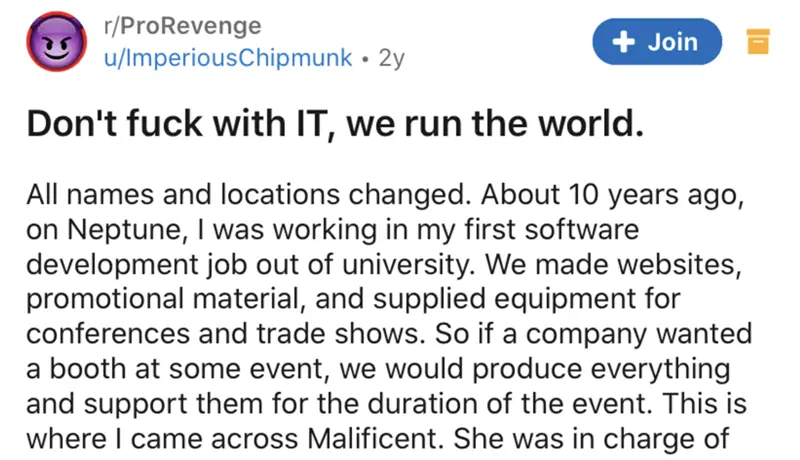 r/ProRevenge
u/ImperiousChipmunk • 2y
+ Join
Don't fuck with IT, we run the world.
All names and locations changed. About 10 years ago,
on Neptune, I was working in my first software
development job out of university. We made websites,
promotional material, and supplied equipment for
conferences and trade shows. So if a company wanted
a booth at some event, we would produce everything
and support them for the duration of the event. This is
where I came across Malificent. She was in charge of